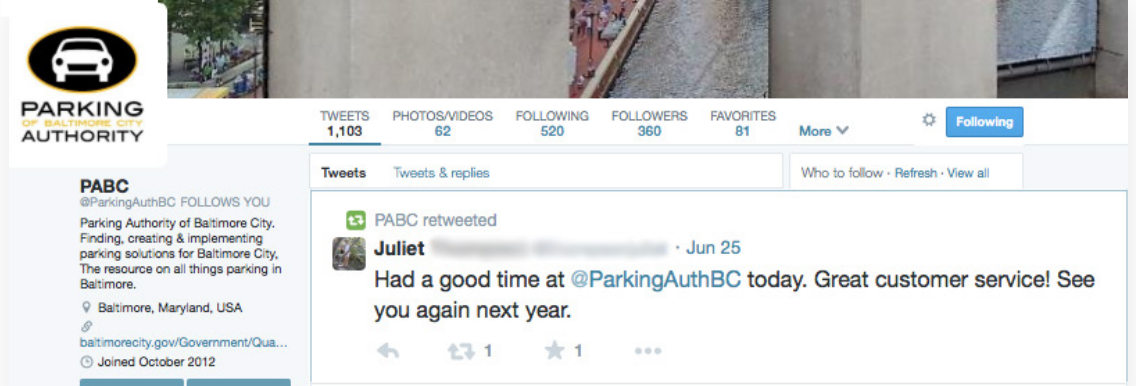 PARKING
OF BALTIMORE CITY
AUTHORITY
TWEETS PHOTOS/VIDEOS FOLLOWING FOLLOWERS FAVORITES
1,103 62 520 360 81 More Following
Tweets Tweets & replies Who to follow · Refresh · View all
PABC
@ParkingAuthBC FOLLOWS YOU
Parking Authority of Baltimore City.
Finding, creating & implementing
parking solutions for Baltimore City,
The resource on all things parking in
Baltimore.
Baltimore, Maryland, USA
baltimorecity.gov/Government/Qua...
Joined October 2012
PABC retweeted
Juliet · Jun 25
Had a good time at @ParkingAuthBC today. Great customer service! See
you again next year.
1 1